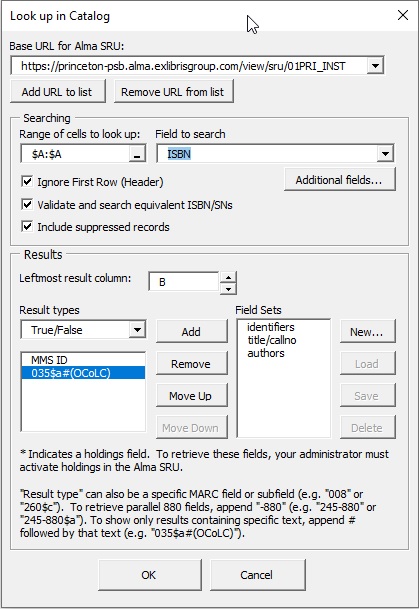 Look up in Catalog
Base URL for Alma SRU:
https://princeton-psb.alma.exlibrisgroup.com/view/sru/01PRI_INST
Add URL to list
Remove URL from list
Searching
Range of cells to look up:
Field to search
$A:$A
ISBN
Ignore First Row (Header)
Additional fields...
Validate and search equivalent ISBN/SNs
Include suppressed records
Results
Leftmost result column:
B
Result types
Field Sets
True/False
Add
identifiers
title/callno
authors
New...
MMS ID
035$a#(OCoLC)
Remove
Load
Move Up
Save
Move Down
Delete
* Indicates a holdings field. To retrieve these fields, your administrator must
activate holdings in the Alma SRU.
"Result type" can also be a specific MARC field or subfield (e.g. "008" or
"260$c"). To retrieve parallel 880 fields, append "-880" (e.g. "245-880" or
"245-880$a"). To show only results containing specific text, append #
followed by that text (e.g. "035$a#(OCoLC)").
OK
Cancel